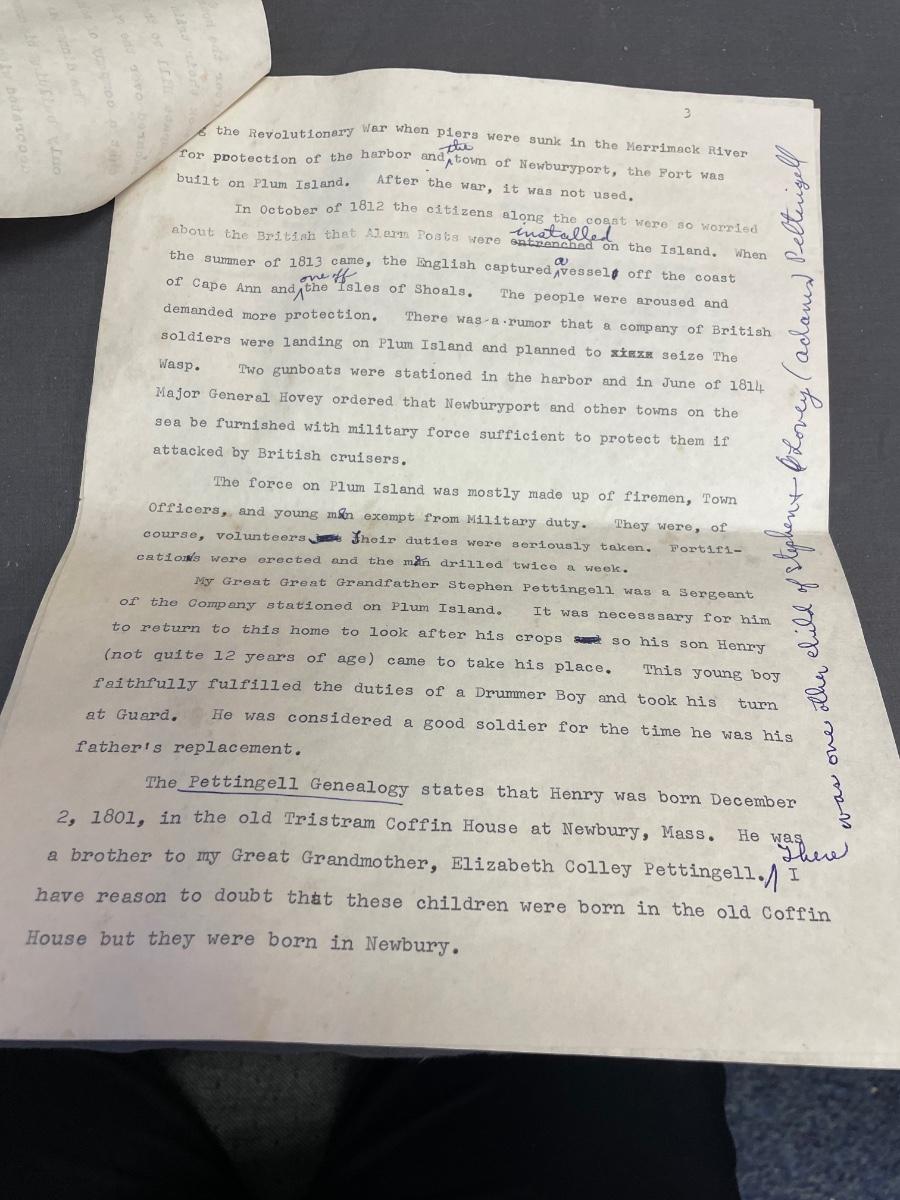 3
the Revolutionary War when piers were sunk in the Merrimack River
for protection of the harbor and the town of Newburyport, the Fort was
built on Plum Island. After the war, it was not used.
In October of 1812 the citizens along the coast were so worried
about the British that Alarm Posts were entrenched installed on the Island. When
the summer of 1813 came, the English captured a vessel off the coast
of Cape Ann and one off the Isles of Shoals. The people were aroused and
demanded more protection. There was a rumor that a company of British
soldiers were landing on Plum Island and planned to seize The
Wasp. Two gunboats were stationed in the harbor and in June of 1814
Major General Hovey ordered that Newburyport and other towns on the
sea be furnished with military force sufficient to protect them if
attacked by British cruisers.
The force on Plum Island was mostly made up of firemen, Town
Officers, and young men exempt from Military duty. They were, of
course, volunteers Their duties were seriously taken. Fortifi-
cations were erected and the men drilled twice a week.
My Great Great Grandfather Stephen Pettingell was a Sergeant
of the Company stationed on Plum Island. It was necesssary for him
to return to this home to look after his crops so his son Henry
(not quite 12 years of age) came to take his place. This young boy
faithfully fulfilled the duties of a Drummer Boy and took his turn
at Guard. He was considered a good soldier for the time he was his
father's replacement.
The Pettingell Genealogy states that Henry was born December
2, 1801, in the old Tristram Coffin House at Newbury, Mass. He was
a brother to my Great Grandmother, Elizabeth Colley Pettingell. I
have reason to doubt that these children were born in the old Coffin
House but they were born in Newbury.
There was one other child of Stephen & Lovey (Adams) Pettingell